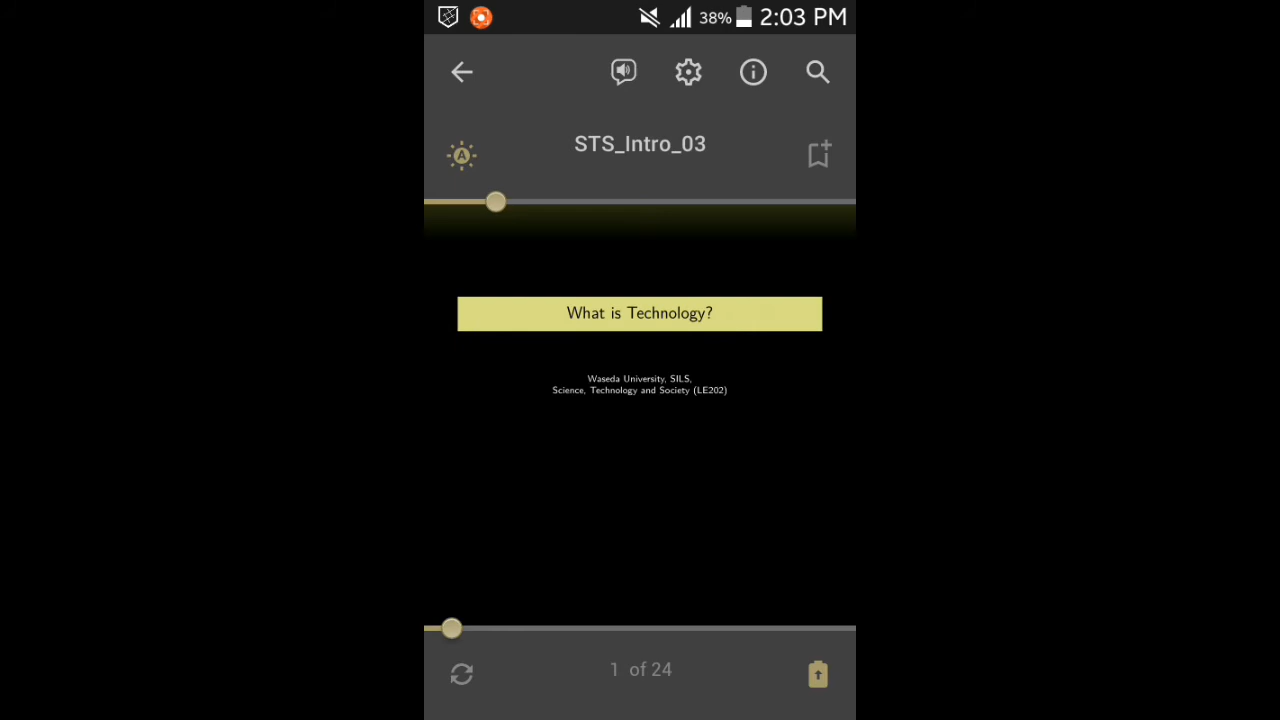 38% 2:03 PM
STS_Intro_03
A
What is Technology?
Waseda University, SILS,
Science, Technology and Society (LE202)
1 of 24